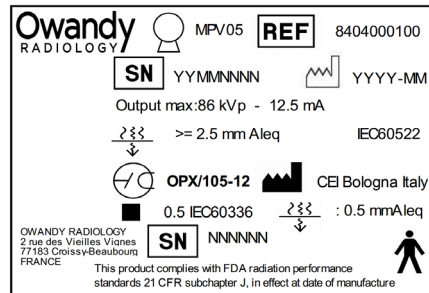 Owandy
RADIOLOGY
MPV05 REF 8404000100
SN YYMMNNNN YYYY-MM
Output max:86 kVp - 12.5 mA
>= 2.5 mm Aleq IEC60522
OPX/105-12 CEI Bologna Italy
0.5 IEC60336 : 0.5 mmAleq
OWANDY RADIOLOGY
2 rue des Vieilles Vignes
77183 Croissy-Beaubourg
FRANCE
SN NNNNNN
This product complies with FDA radiation performance
standards 21 CFR subchapter J, in effect at date of manufacture